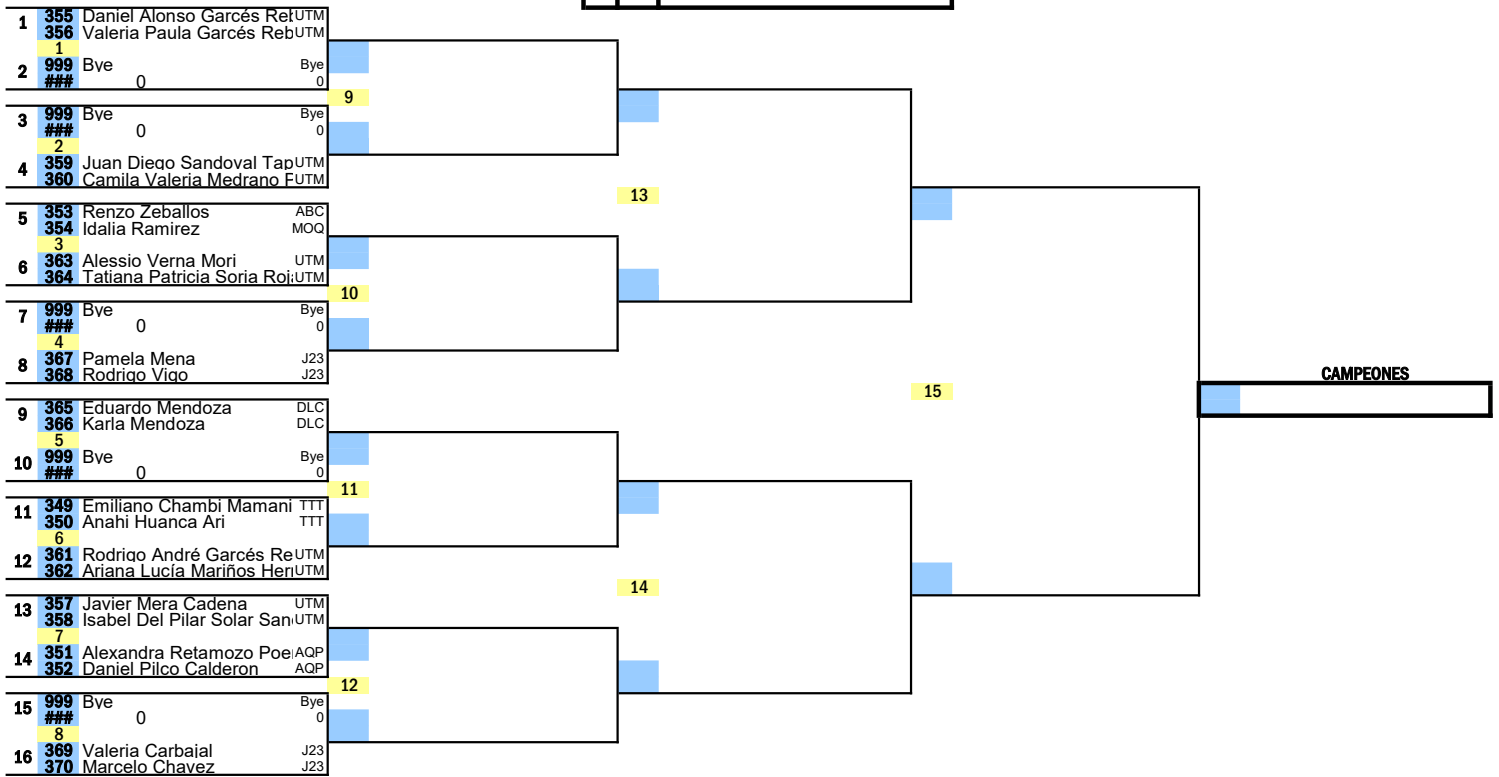 1 355 Daniel Alonso Garcés Reb UTM
356 Valeria Paula Garcés Reb UTM
1
2 999 Bye Bye
### 0 0
9
3 999 Bye Bye
### 0 0
2
4 359 Juan Diego Sandoval Tap UTM
360 Camila Valeria Medrano UTM
13
5 353 Renzo Zeballos ABC
354 Idalia Ramirez MOQ
3
6 363 Alessio Verna Mori UTM
364 Tatiana Patricia Soria Roj UTM
10
7 999 Bye Bye
### 0 0
4
8 367 Pamela Mena J23
368 Rodrigo Vigo J23
CAMPEONES
15
9 365 Eduardo Mendoza DLC
366 Karla Mendoza DLC
5
10 999 Bye Bye
### 0 0
11
11 349 Emiliano Chambi Mamani TTT
350 Anahi Huanca Ari TTT
6
12 361 Rodrigo André Garcés Re UTM
362 Ariana Lucía Mariños Her UTM
14
13 357 Javier Mera Cadena UTM
358 Isabel Del Pilar Solar San UTM
7
14 351 Alexandra Retamozo Poe AQP
352 Daniel Pilco Calderon AQP
12
15 999 Bye Bye
### 0 0
8
16 369 Valeria Carbajal J23
370 Marcelo Chavez J23